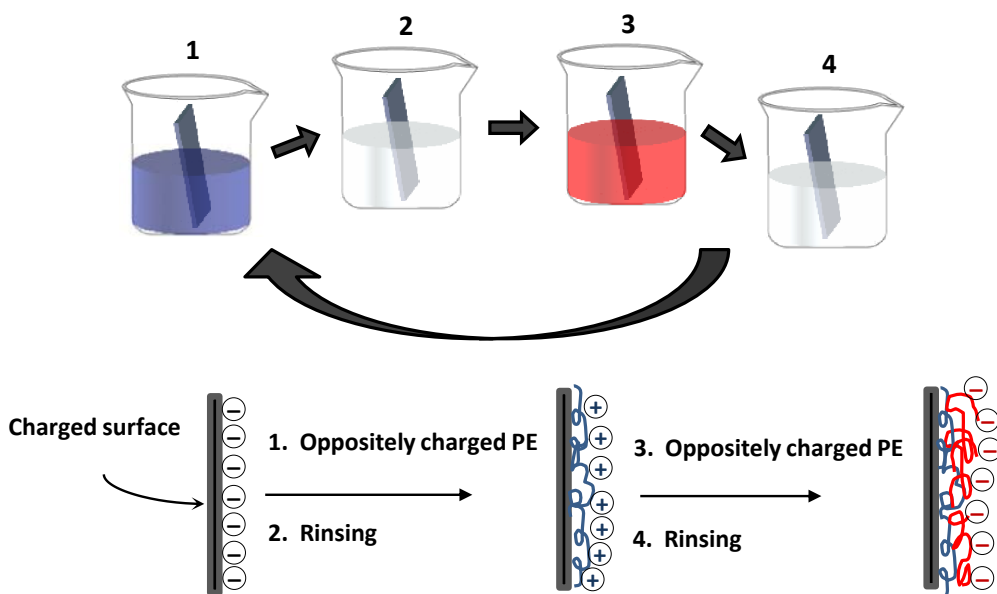 1
2
3
4
Charged surface
1. Oppositely charged PE
2. Rinsing
3. Oppositely charged PE
4. Rinsing
− − − − − − −
+ + + + + + +
− − − − − − −